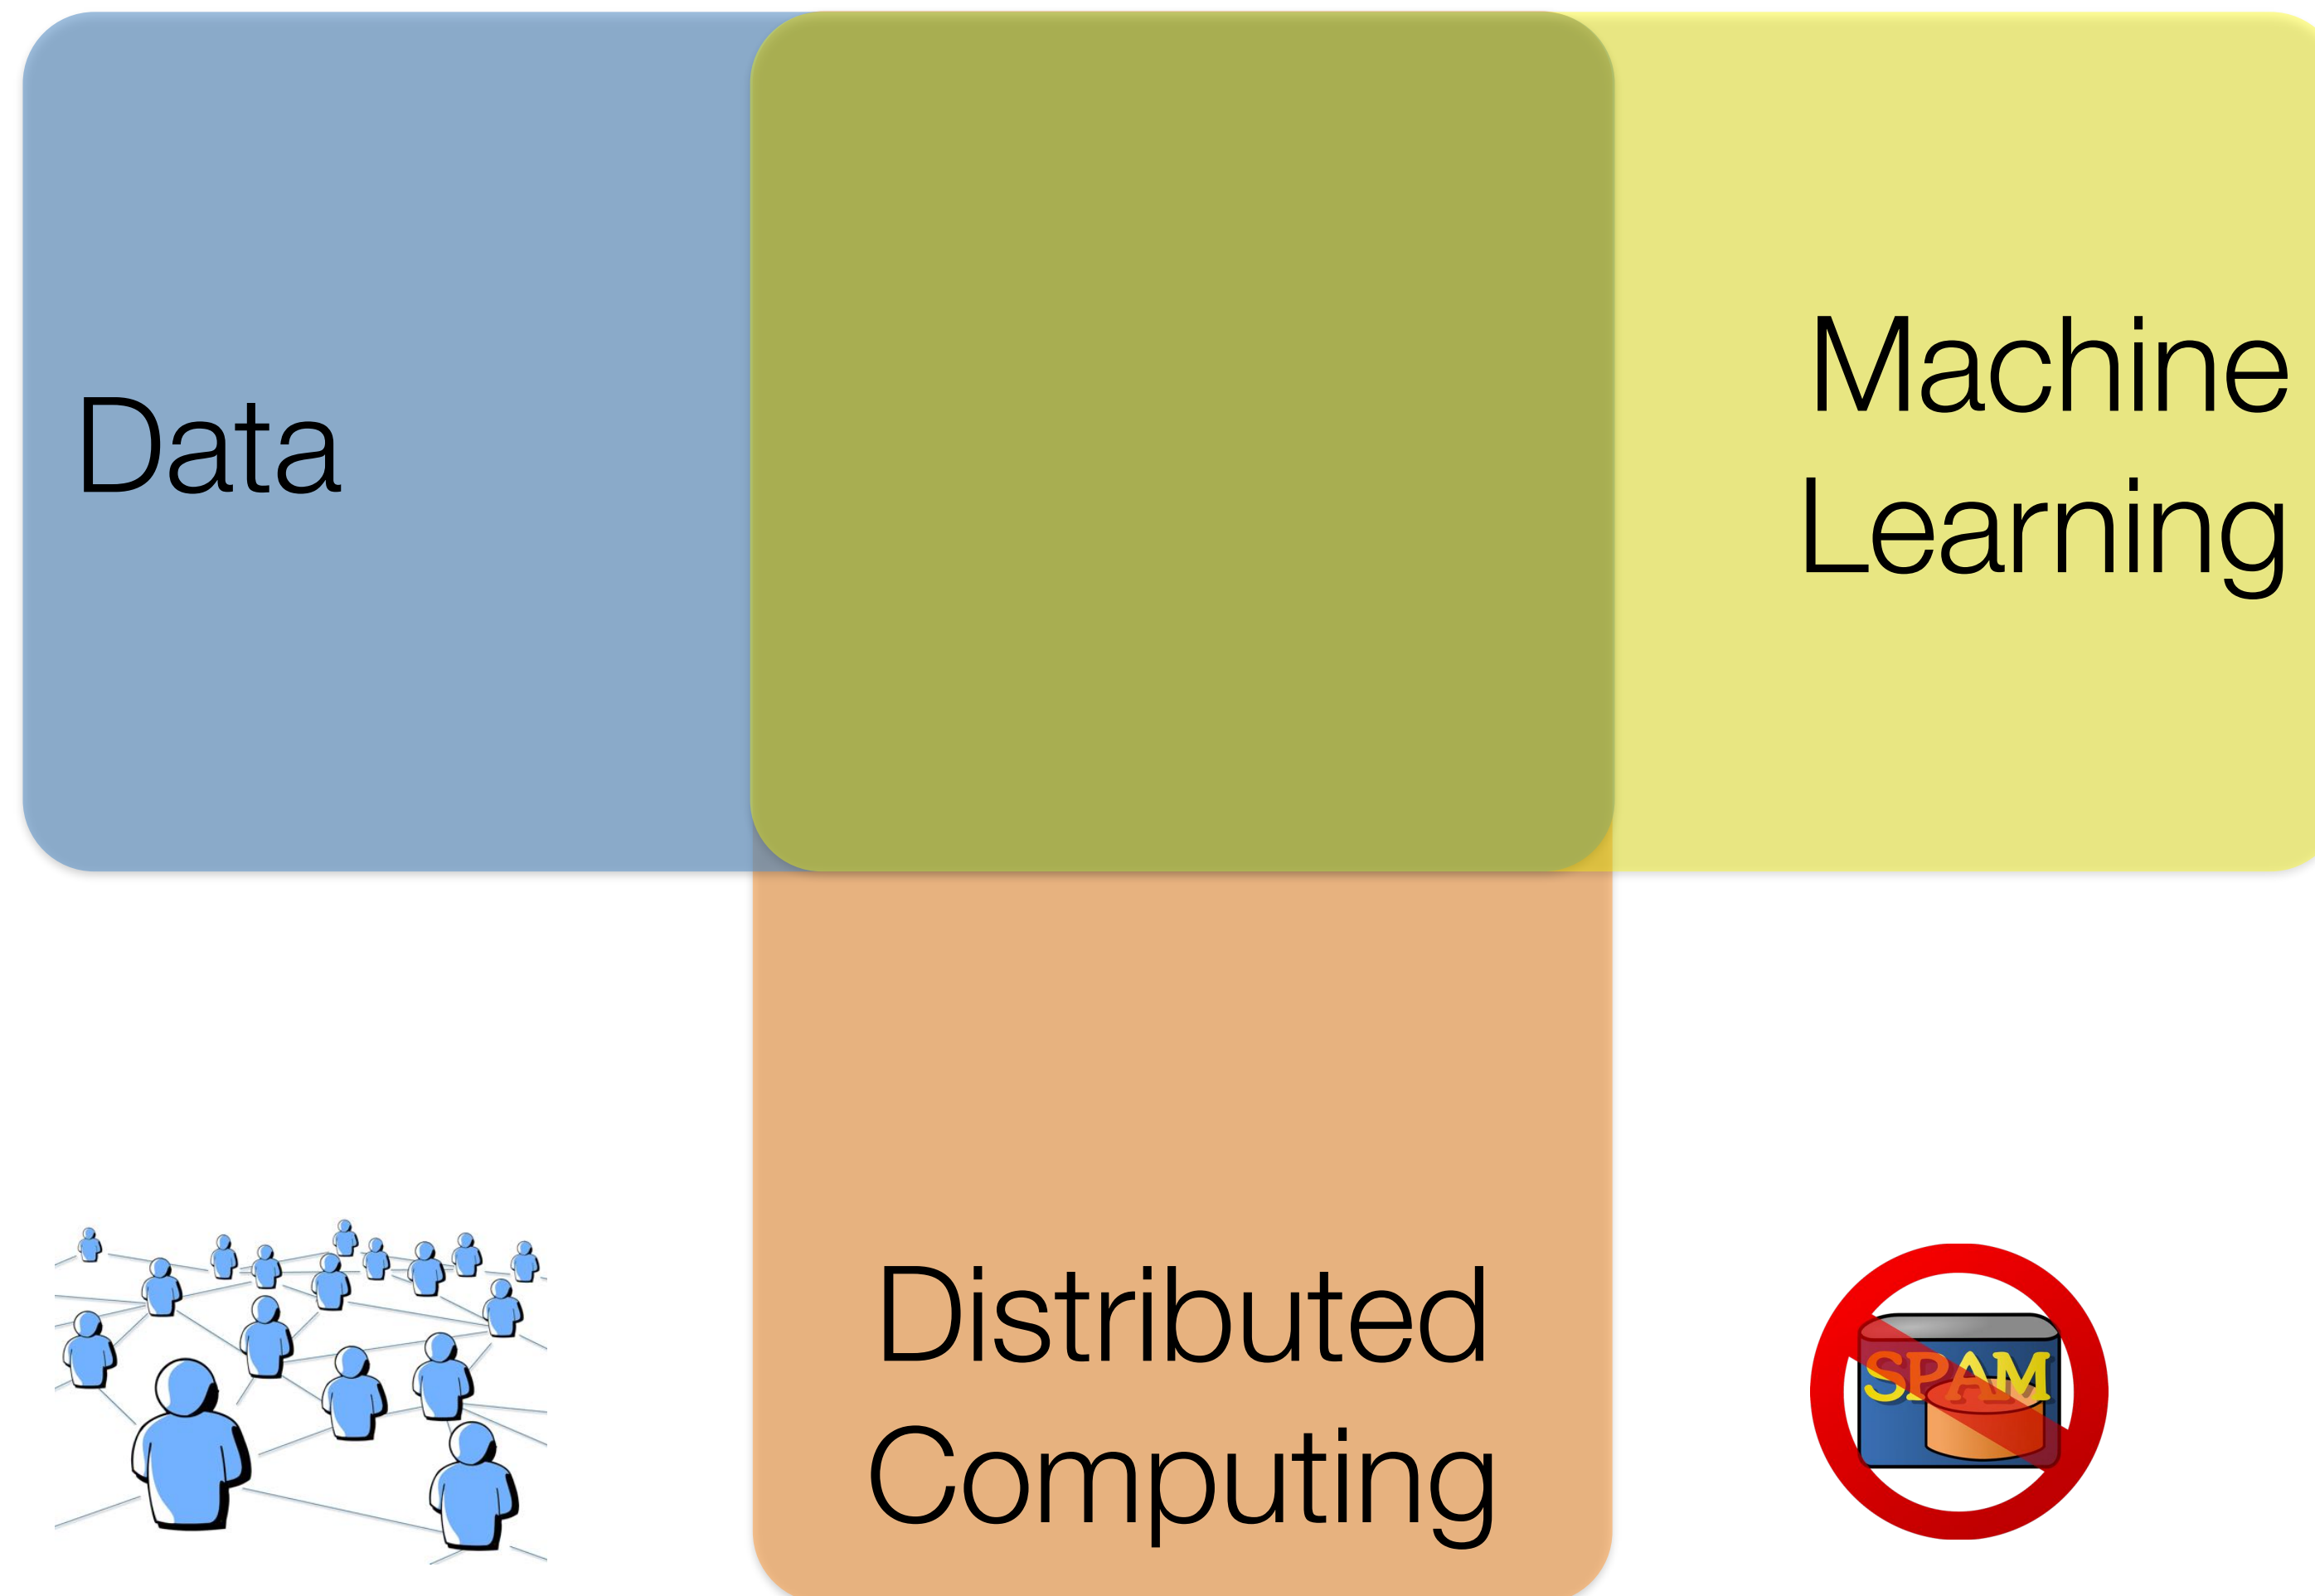 Data
Machine
Learning
Distributed
Computing
SPAM